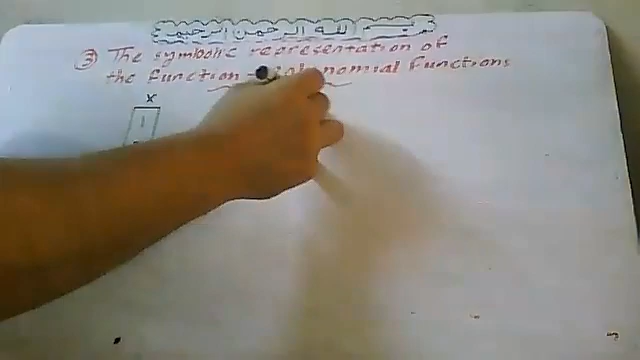 بسم الله الرحمن الرحيم
③ The symbolic representation of
the function - polynomial Functions
x
1